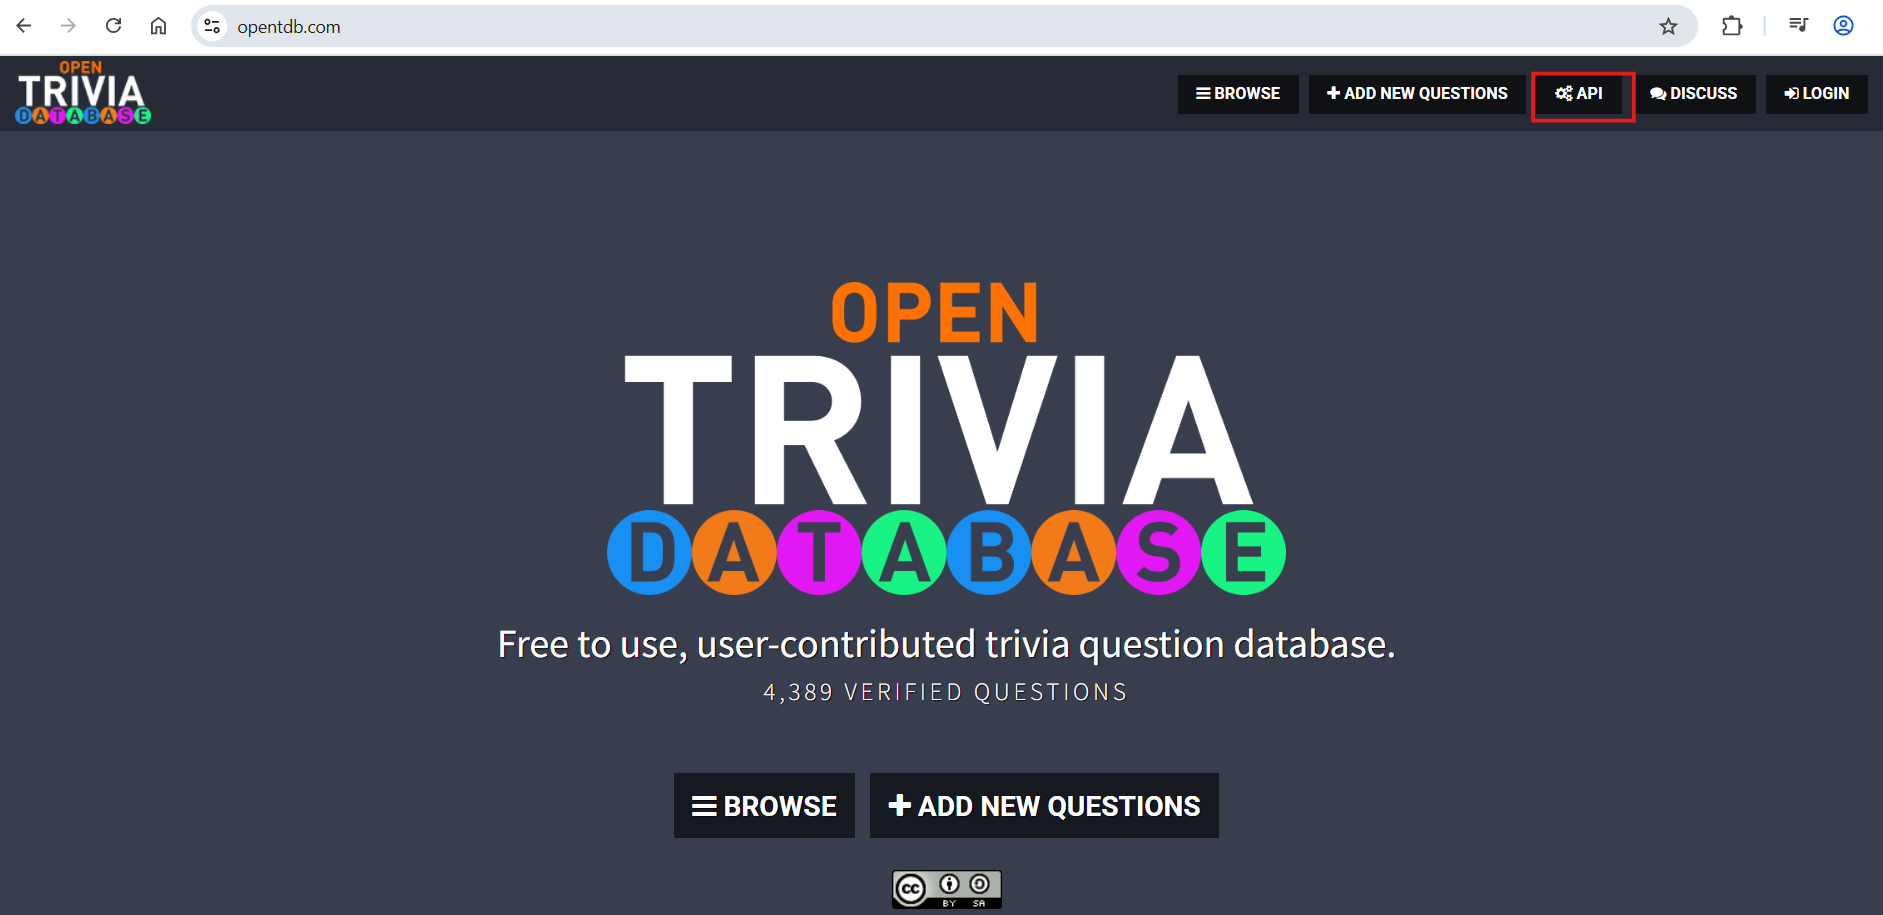 opentdb.com
OPEN
TRIVIA
DATABASE
BROWSE
ADD NEW QUESTIONS
API
DISCUSS
LOGIN
OPEN
TRIVIA
DATABASE
Free to use, user-contributed trivia question database.
4,389 VERIFIED QUESTIONS
BROWSE
ADD NEW QUESTIONS
cc
BY SA